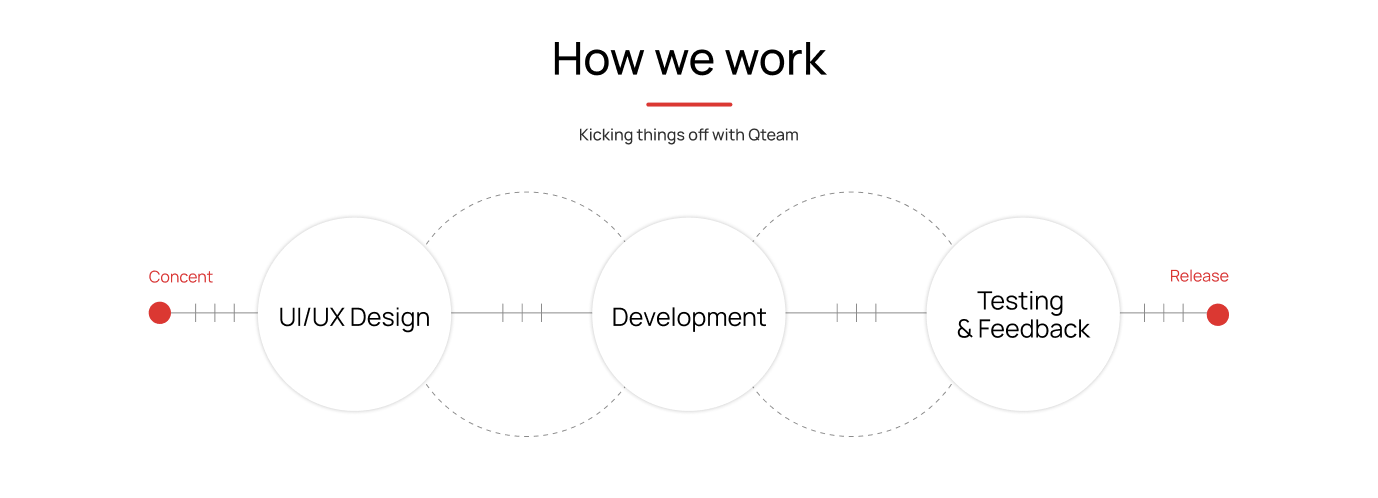 How we work
Kicking things off with Qteam
Concent
Release
UI/UX Design
Development
Testing
& Feedback